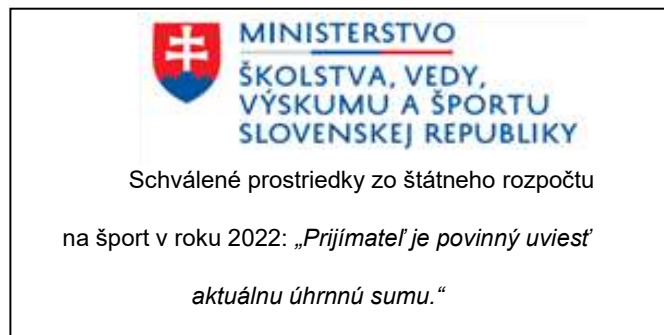 MINISTERSTVO
ŠKOLSTVA, VEDY,
VÝSKUMU A ŠPORTU
SLOVENSKEJ REPUBLIKY
Schválené prostriedky zo štátneho rozpočtu
na šport v roku 2022: „Prijímateľ je povinný uviesť
aktuálnu úhrnnú sumu.“